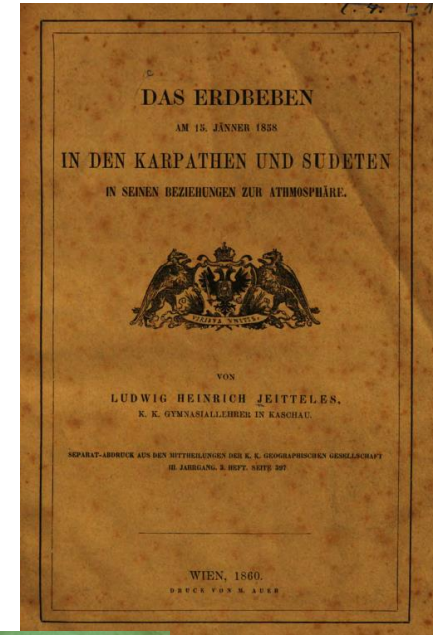 DAS ERDBEBEN
AM 15. JÄNNER 1858
IN DEN KARPATHEN UND SUDETEN
IN SEINEN BEZIEHUNGEN ZUR ATHMOSPHÄRE.
VIRIBUS UNITIS.
VON
LUDWIG HEINRICH JEITTELES,
K. K. GYMNASIALLEHRER IN KASCHAU.
SEPARAT-ABDRUCK AUS DEN MITTHEILUNGEN DER K. K. GEOGRAPHISCHEN GESELLSCHAFT
III. JAHRGANG, 3. HEFT. SEITE 397
WIEN, 1860.
DRUCK VON M. AUER